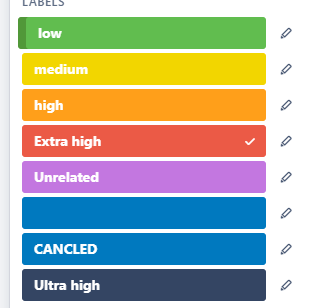 LABELS
low
medium
high
Extra high
Unrelated
CANCLED
Ultra high